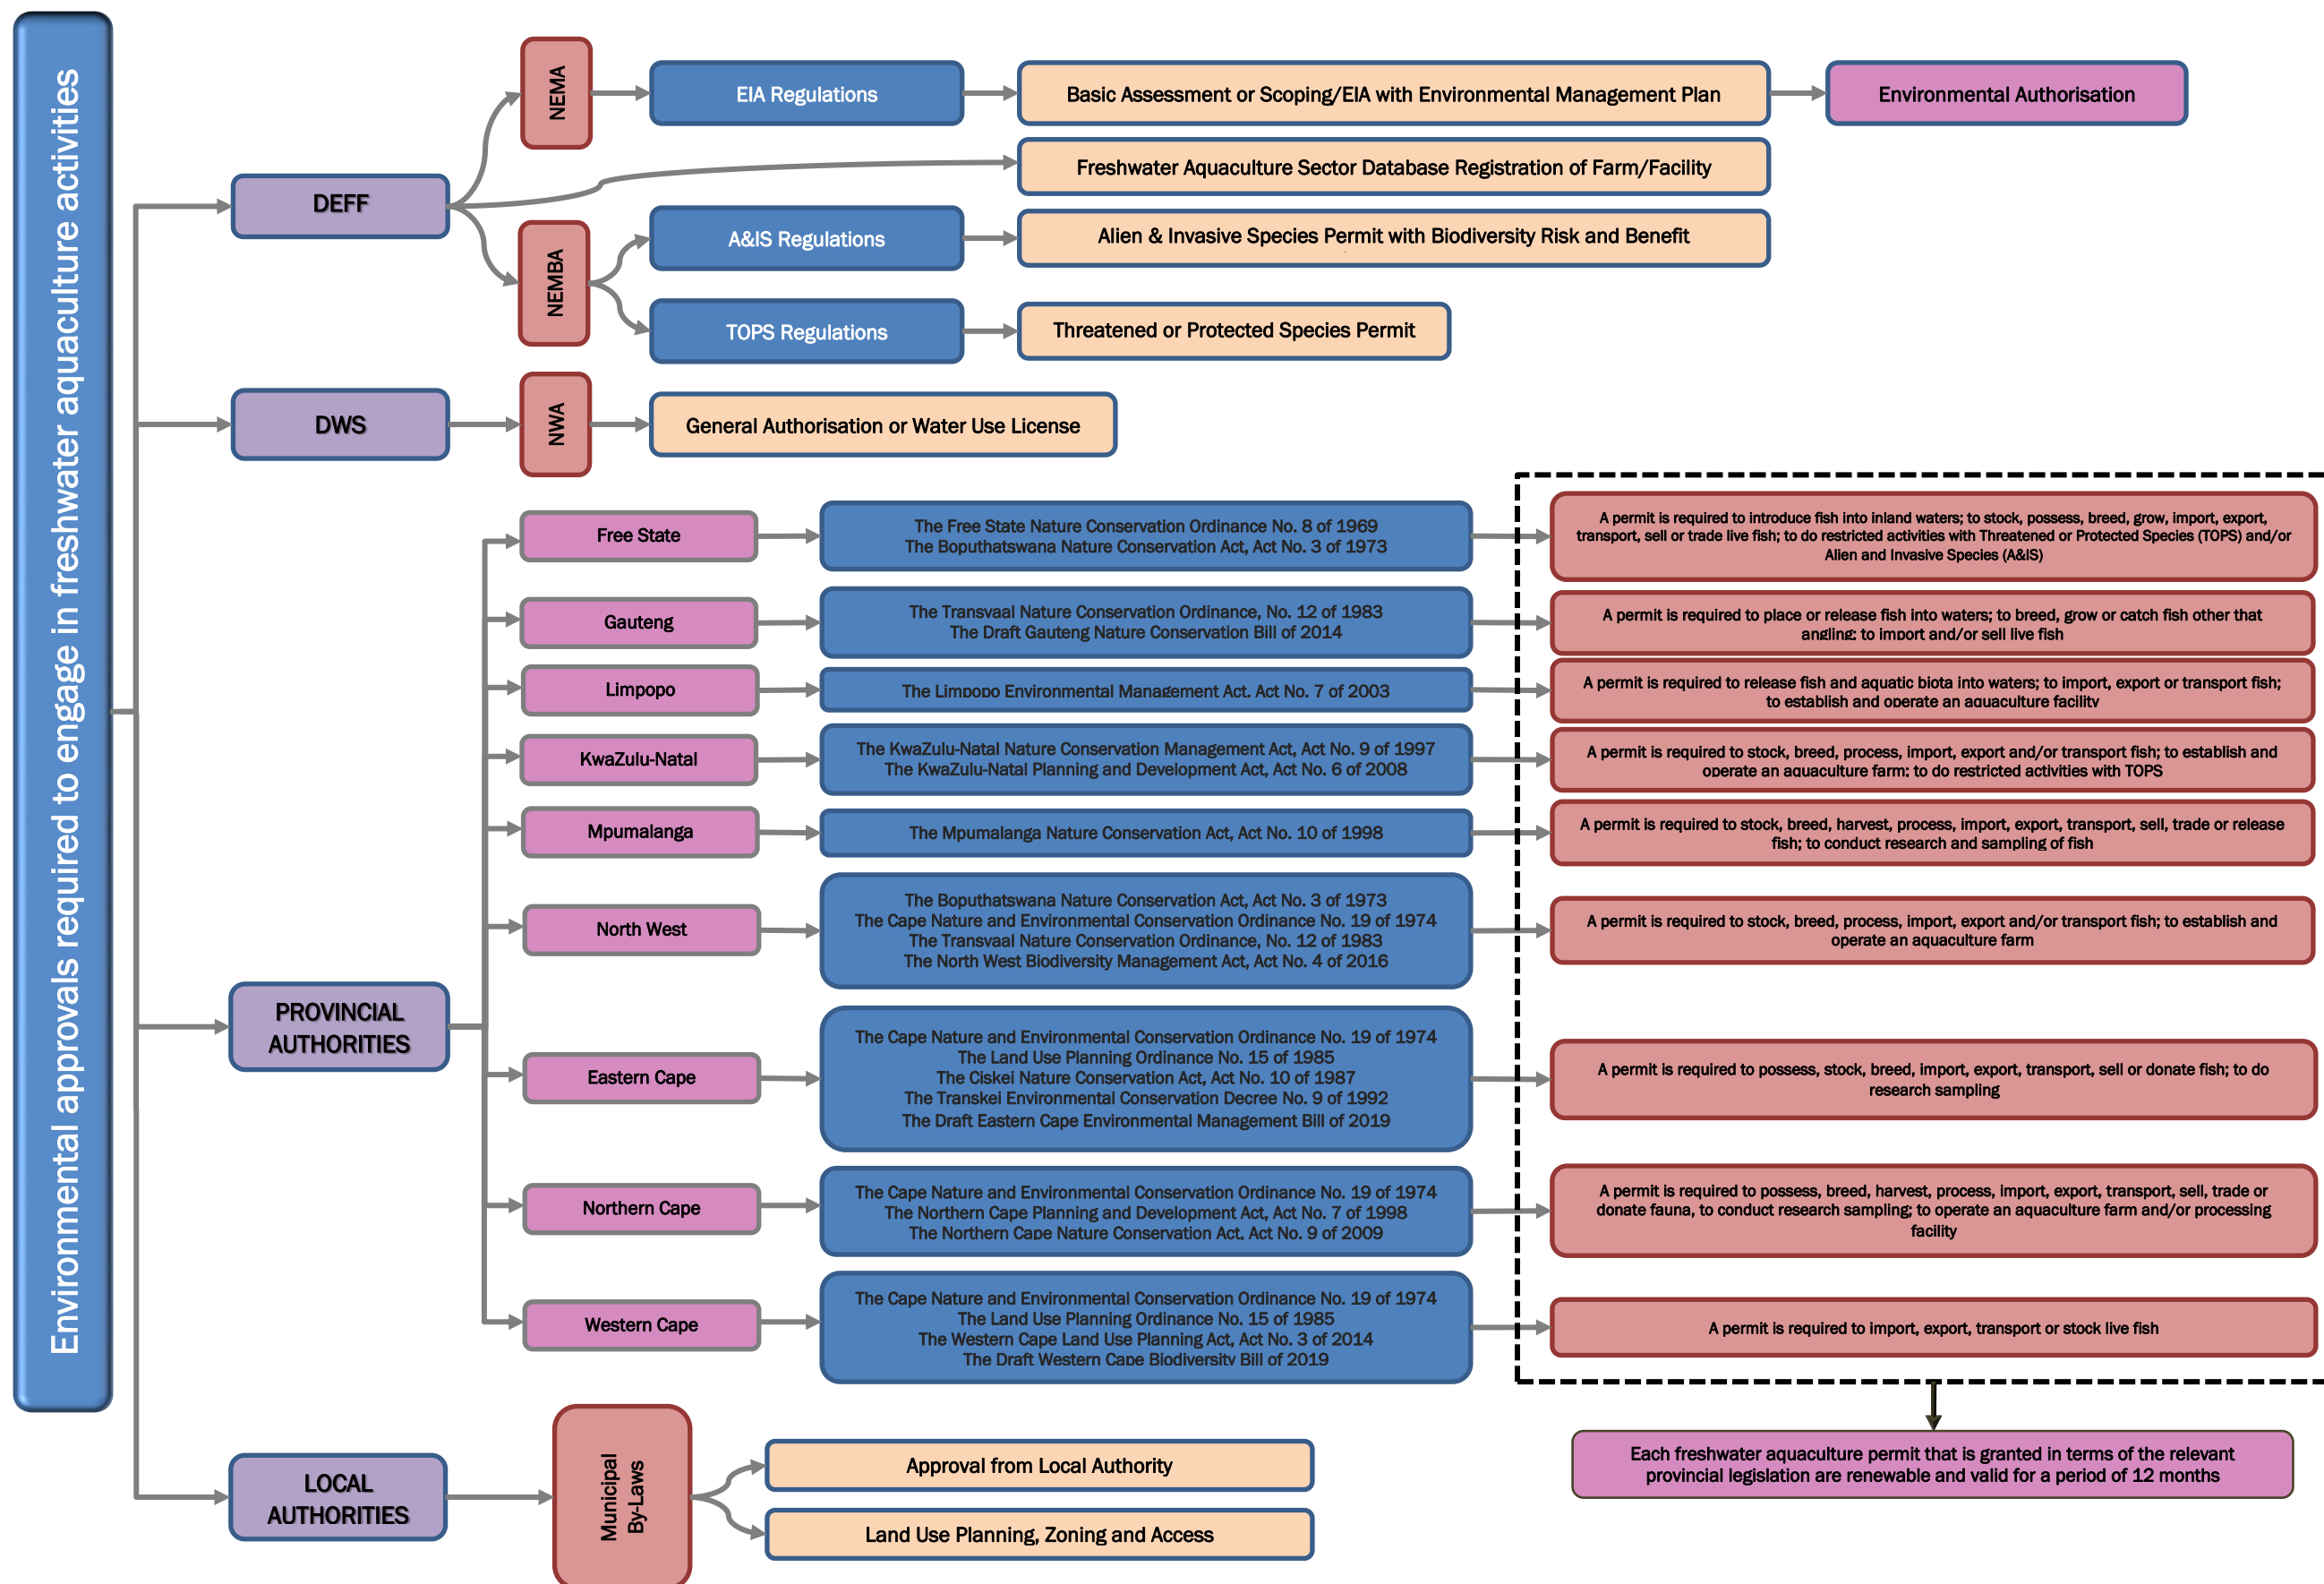 Environmental approvals required to engage in freshwater aquaculture activities
DEFF
NEMA
EIA Regulations
Basic Assessment or Scoping/EIA with Environmental Management Plan
Environmental Authorisation
Freshwater Aquaculture Sector Database Registration of Farm/Facility
NEMBA
A&IS Regulations
Alien & Invasive Species Permit with Biodiversity Risk and Benefit
TOPS Regulations
Threatened or Protected Species Permit
DWS
NWA
General Authorisation or Water Use License
PROVINCIAL
AUTHORITIES
Free State
The Free State Nature Conservation Ordinance No. 8 of 1969
The Boputhatswana Nature Conservation Act, Act No. 3 of 1973
A permit is required to introduce fish into inland waters; to stock, possess, breed, grow, import, export,
transport, sell or trade live fish; to do restricted activities with Threatened or Protected Species (TOPS) and/or
Alien and Invasive Species (A&IS)
Gauteng
The Transvaal Nature Conservation Ordinance, No. 12 of 1983
The Draft Gauteng Nature Conservation Bill of 2014
A permit is required to place or release fish into waters; to breed, grow or catch fish other that
angling; to import and/or sell live fish
Limpopo
The Limpopo Environmental Management Act, Act No. 7 of 2003
A permit is required to release fish and aquatic biota into waters; to import, export or transport fish;
to establish and operate an aquaculture facility
KwaZulu-Natal
The KwaZulu-Natal Nature Conservation Management Act, Act No. 9 of 1997
The KwaZulu-Natal Planning and Development Act, Act No. 6 of 2008
A permit is required to stock, breed, process, import, export and/or transport fish; to establish and
operate an aquaculture farm; to do restricted activities with TOPS
Mpumalanga
The Mpumalanga Nature Conservation Act, Act No. 10 of 1998
A permit is required to stock, breed, harvest, process, import, export, transport, sell, trade or release
fish; to conduct research and sampling of fish
North West
The Boputhatswana Nature Conservation Act, Act No. 3 of 1973
The Cape Nature and Environmental Conservation Ordinance No. 19 of 1974
The Transvaal Nature Conservation Ordinance, No. 12 of 1983
The North West Biodiversity Management Act, Act No. 4 of 2016
A permit is required to stock, breed, process, import, export and/or transport fish; to establish and
operate an aquaculture farm
Eastern Cape
The Cape Nature and Environmental Conservation Ordinance No. 19 of 1974
The Land Use Planning Ordinance No. 15 of 1985
The Ciskei Nature Conservation Act, Act No. 10 of 1987
The Transkei Environmental Conservation Decree No. 9 of 1992
The Draft Eastern Cape Environmental Management Bill of 2019
A permit is required to possess, stock, breed, import, export, transport, sell or donate fish; to do
research sampling
Northern Cape
The Cape Nature and Environmental Conservation Ordinance No. 19 of 1974
The Northern Cape Planning and Development Act, Act No. 7 of 1998
The Northern Cape Nature Conservation Act, Act No. 9 of 2009
A permit is required to possess, breed, harvest, process, import, export, transport, sell, trade or
donate fauna, to conduct research sampling; to operate an aquaculture farm and/or processing
facility
Western Cape
The Cape Nature and Environmental Conservation Ordinance No. 19 of 1974
The Land Use Planning Ordinance No. 15 of 1985
The Western Cape Land Use Planning Act, Act No. 3 of 2014
The Draft Western Cape Biodiversity Bill of 2019
A permit is required to import, export, transport or stock live fish
Each freshwater aquaculture permit that is granted in terms of the relevant
provincial legislation are renewable and valid for a period of 12 months
LOCAL
AUTHORITIES
Municipal
By-Laws
Approval from Local Authority
Land Use Planning, Zoning and Access